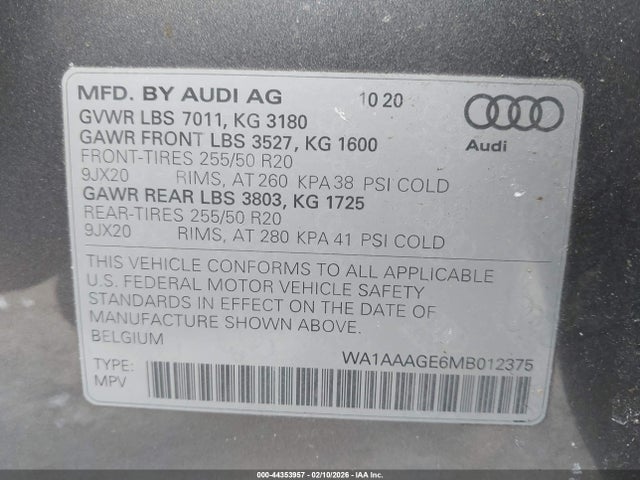 MFD. BY AUDI AG 10 20
GVWR LBS 7011, KG 3180
GAWR FRONT LBS 3527, KG 1600
FRONT-TIRES 255/50 R20
9JX20 RIMS, AT 260 KPA 38 PSI COLD
GAWR REAR LBS 3803, KG 1725
REAR-TIRES 255/50 R20
9JX20 RIMS, AT 280 KPA 41 PSI COLD
Audi
THIS VEHICLE CONFORMS TO ALL APPLICABLE
U.S. FEDERAL MOTOR VEHICLE SAFETY
STANDARDS IN EFFECT ON THE DATE OF
MANUFACTURE SHOWN ABOVE.
BELGIUM
WA1AAAGE6MB012375
TYPE:
MPV
000-44353957 - 02/10/2026 - IAA Inc.